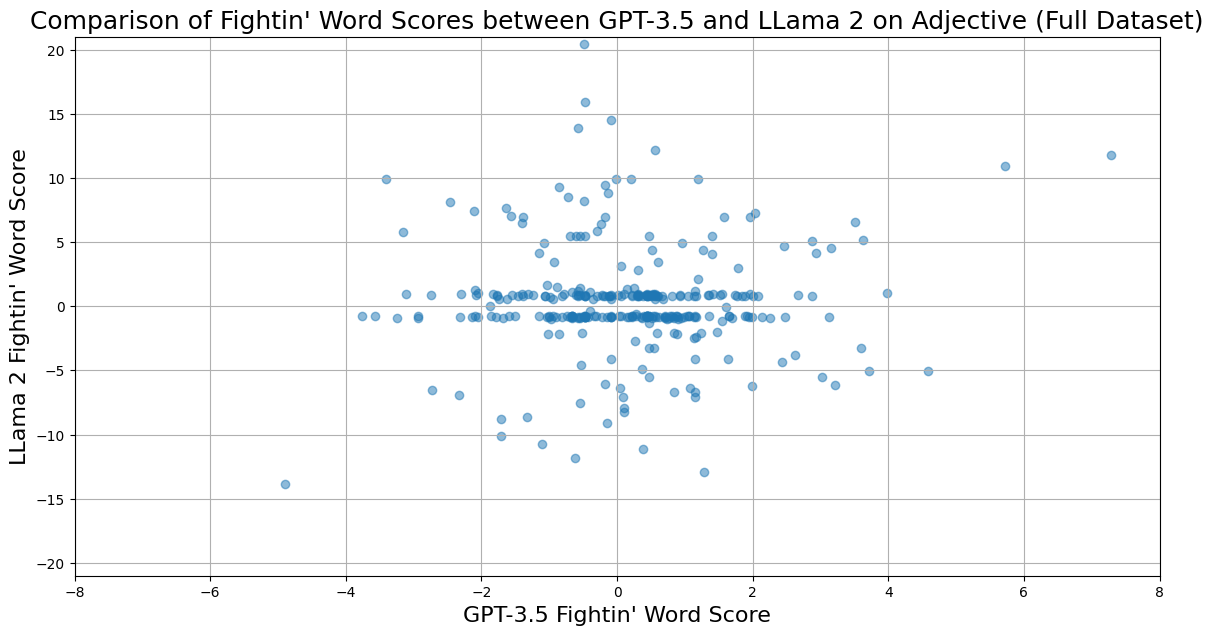 Comparison of Fightin' Word Scores between GPT-3.5 and LLama 2 on Adjective (Full Dataset)
LLama 2 Fightin' Word Score
20
15
10
5
0
−5
−10
−15
−20
−8 −6 −4 −2 0 2 4 6 8
GPT-3.5 Fightin' Word Score